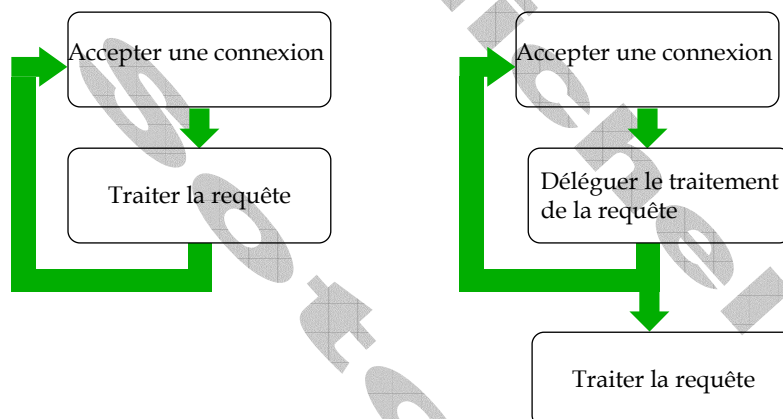 Accepter une connexion
Traiter la requête
Accepter une connexion
Déléguer le traitement
de la requête
Traiter la requête